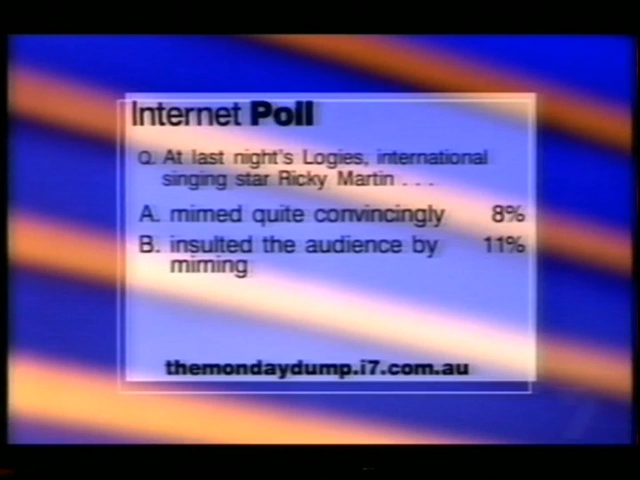 Internet Poll
Q. At last night's Logies, international
singing star Ricky Martin . . .
A. mimed quite convincingly 8%
B. insulted the audience by 11%
miming
themondaydump.i7.com.au